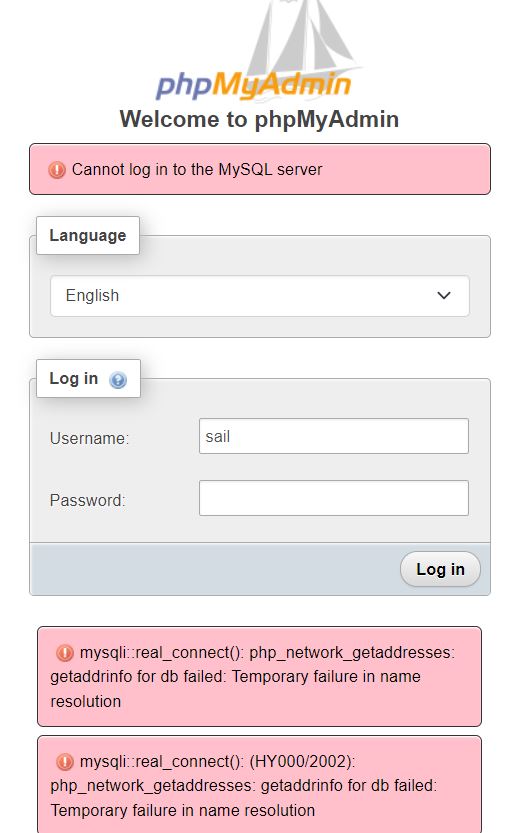 phpMyAdmin
Welcome to phpMyAdmin
Cannot log in to the MySQL server
Language
English
Log in
Username:
sail
Password:
Log in
mysqli::real_connect(): php_network_getaddresses:
getaddrinfo for db failed: Temporary failure in name
resolution
mysqli::real_connect(): (HY000/2002):
php_network_getaddresses: getaddrinfo for db failed:
Temporary failure in name resolution